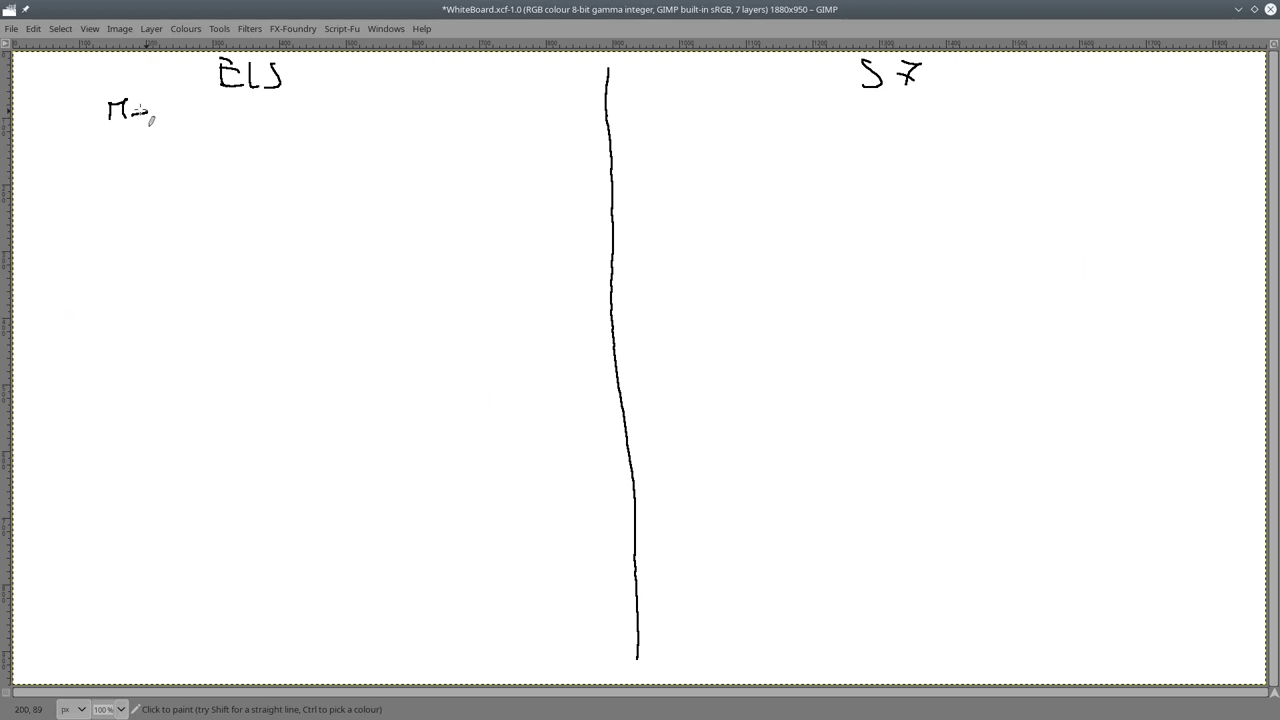 *WhiteBoard.xcf-1.0 (RGB colour 8-bit gamma integer, GIMP built-in sRGB, 7 layers) 1880x950 – GIMP
File Edit Select View Image Layer Colours Tools Filters FX-Foundry Script-Fu Windows Help
ELS S7
200, 89 px 100% Click to paint (try Shift for a straight line, Ctrl to pick a colour)